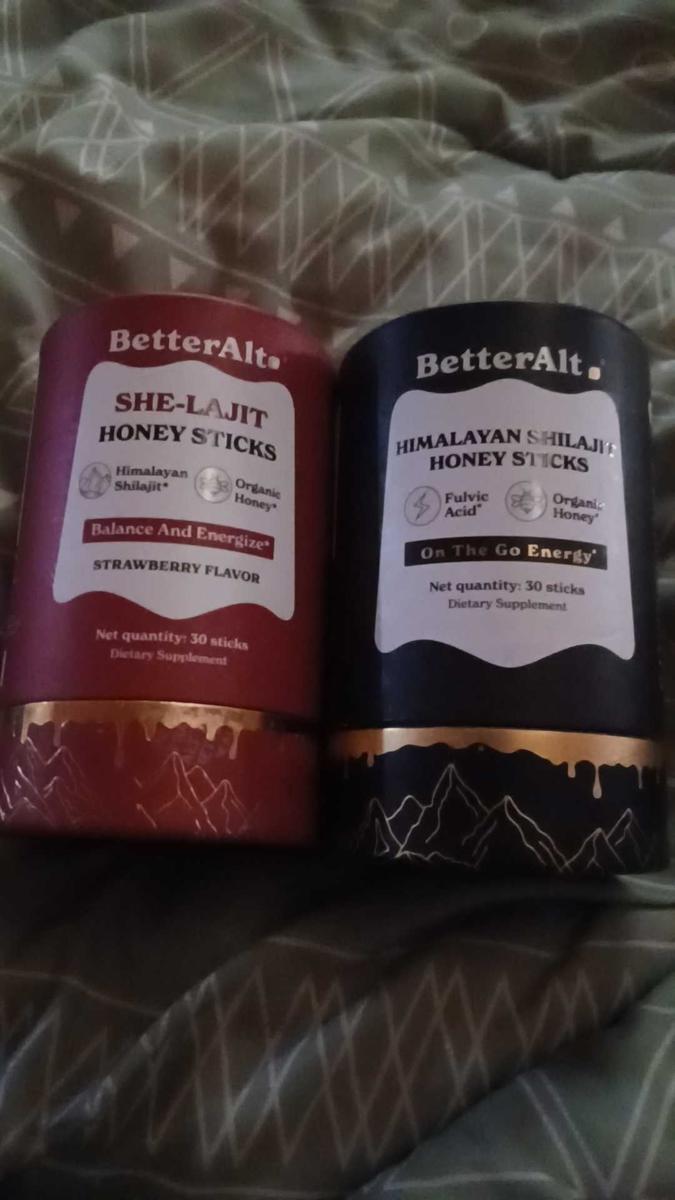 BetterAlt
SHE-LAJIT
HONEY STICKS
Himalayan
Shilajit*
Organic
Honey*
Balance And Energize*
STRAWBERRY FLAVOR
Net quantity: 30 sticks
Dietary Supplement
BetterAlt
HIMALAYAN SHILAJIT
HONEY STICKS
Fulvic
Acid*
Organic
Honey*
On The Go Energy*
Net quantity: 30 sticks
Dietary Supplement